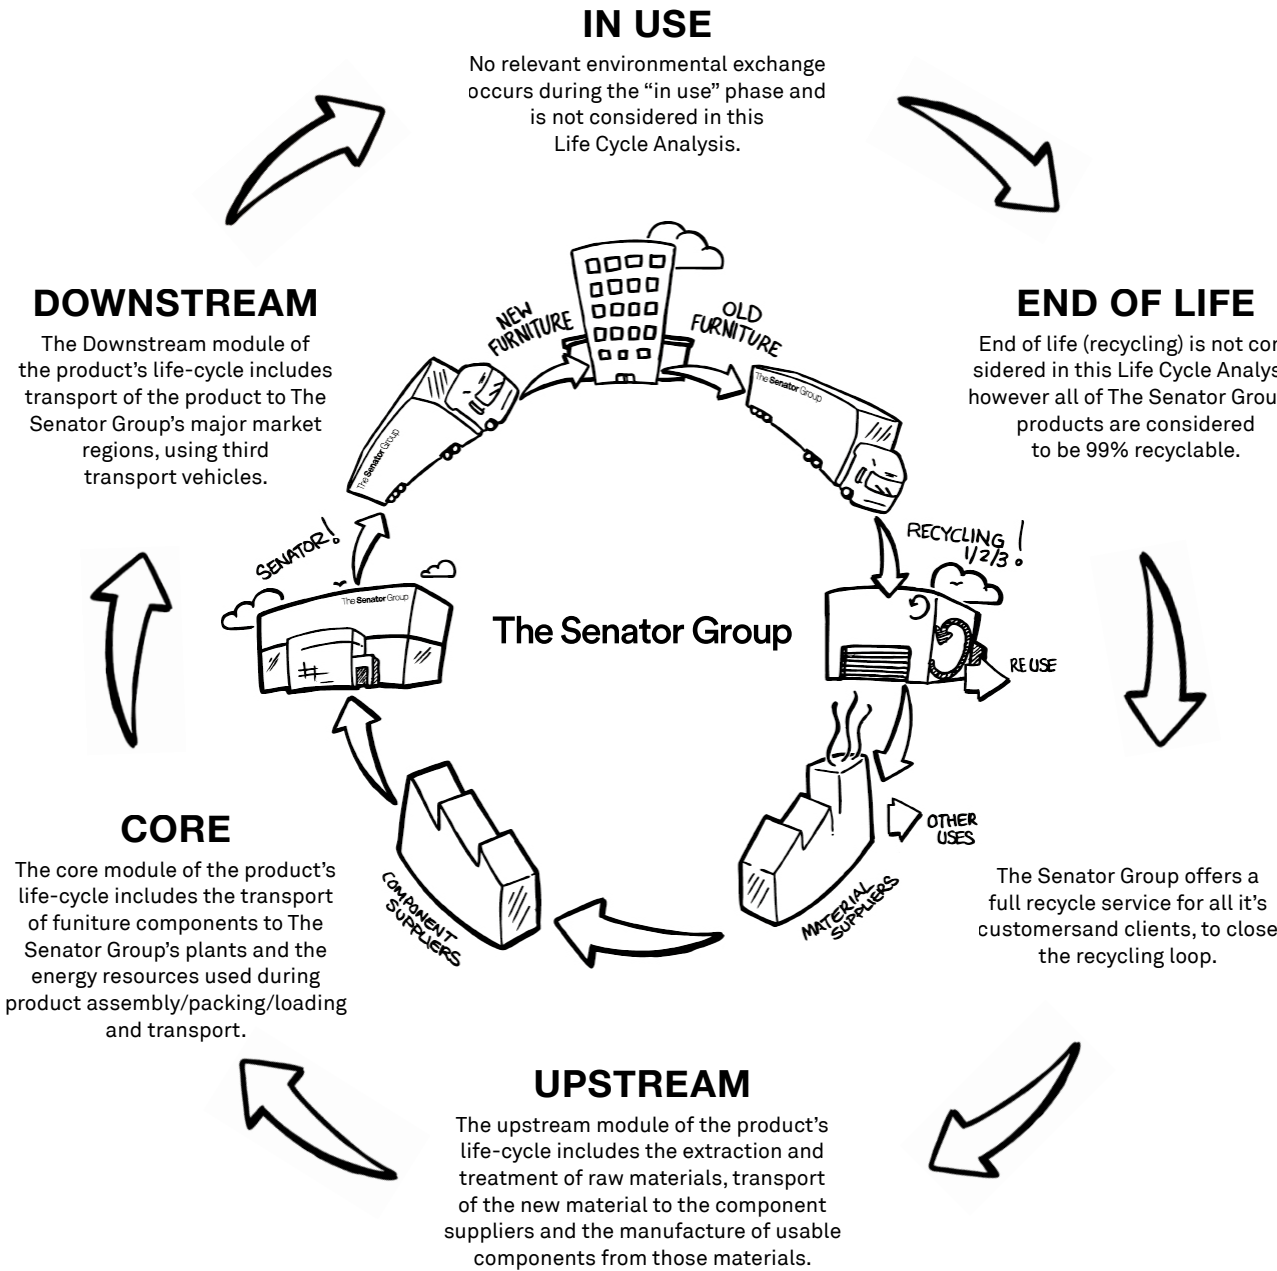 IN USE
No relevant environmental exchange
occurs during the “in use” phase and
is not considered in this
Life Cycle Analysis.
DOWNSTREAM
The Downstream module of
the product’s life-cycle includes
transport of the product to The
Senator Group’s major market
regions, using third
transport vehicles.
END OF LIFE
End of life (recycling) is not con
sidered in this Life Cycle Analys
however all of The Senator Grou
products are considered
to be 99% recyclable.
NEW
FURNITURE
OLD
FURNITURE
The Senator Group
The Senator Group
SENATOR!
The Senator Group
The Senator Group
RECYCLING
1/2/3!
REUSE
OTHER
USES
COMPONENT
SUPPLIERS
MATERIAL
SUPPLIERS
CORE
The core module of the product’s
life-cycle includes the transport
of funiture components to The
Senator Group’s plants and the
energy resources used during
product assembly/packing/loading
and transport.
The Senator Group offers a
full recycle service for all it’s
customersand clients, to close
the recycling loop.
UPSTREAM
The upstream module of the product’s
life-cycle includes the extraction and
treatment of raw materials, transport
of the new material to the component
suppliers and the manufacture of usable
components from those materials.